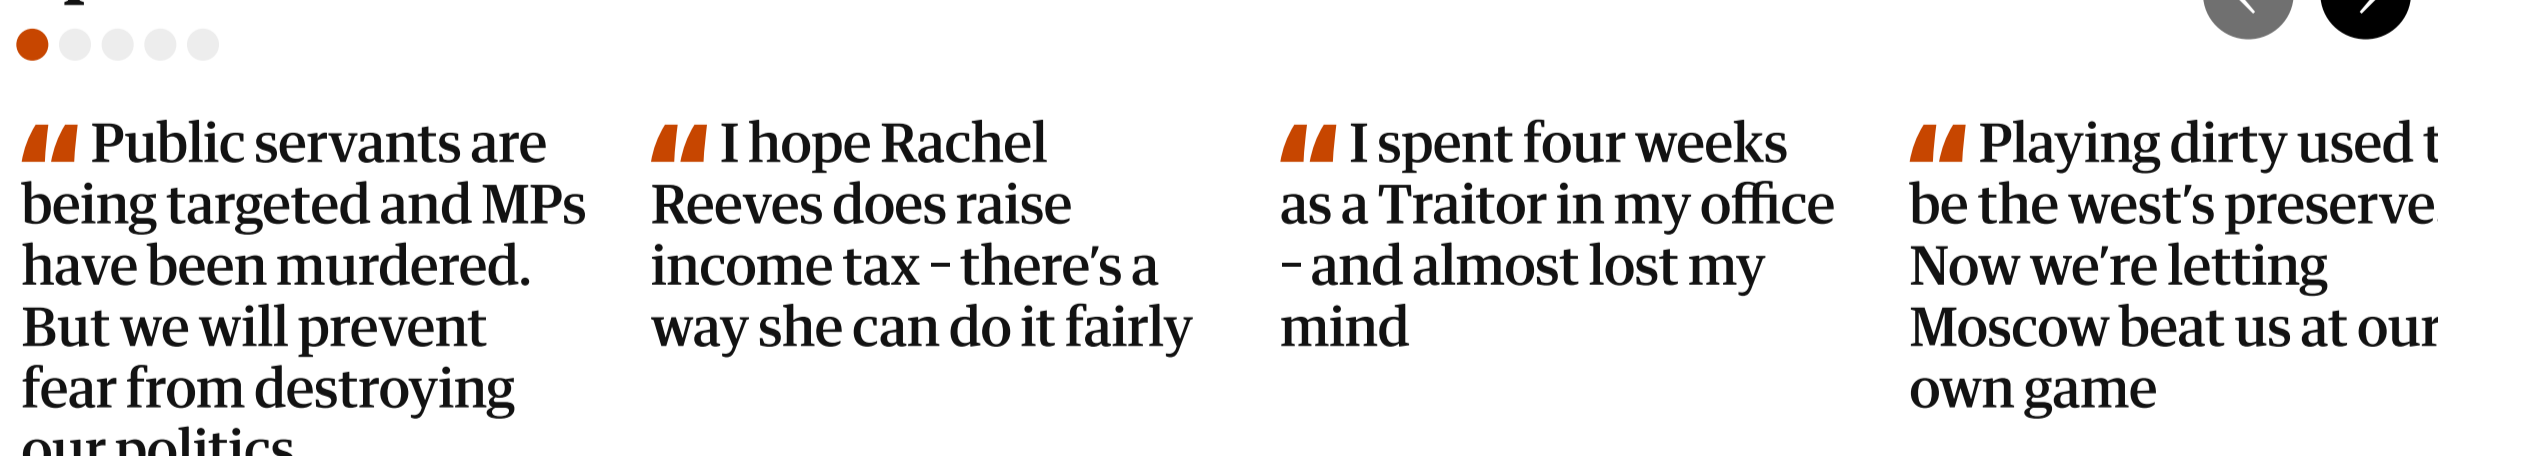 “ Public servants are
being targeted and MPs
have been murdered.
But we will prevent
fear from destroying
our politics
“ I hope Rachel
Reeves does raise
income tax – there’s a
way she can do it fairly
“ I spent four weeks
as a Traitor in my office
– and almost lost my
mind
“ Playing dirty used t
be the west’s preserve.
Now we’re letting
Moscow beat us at our
own game